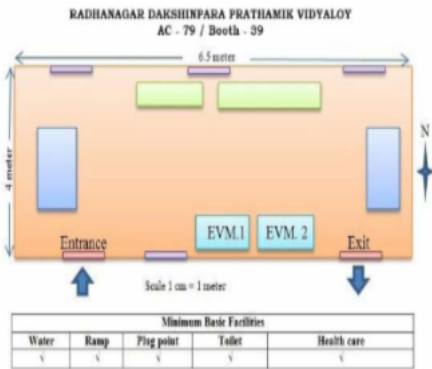 RADHANAGAR DAKSHINPARA PRATHAMIK VIDYALOY
AC - 79 / Booth - 39
6.5 meter
N
4 meter
EVM.1 EVM. 2
Entrance Exit
Scale 1 cm = 1 meter
Minimum Basic Facilities
Water Ramp Plug point Toilet Health care
√ √ √ √ √